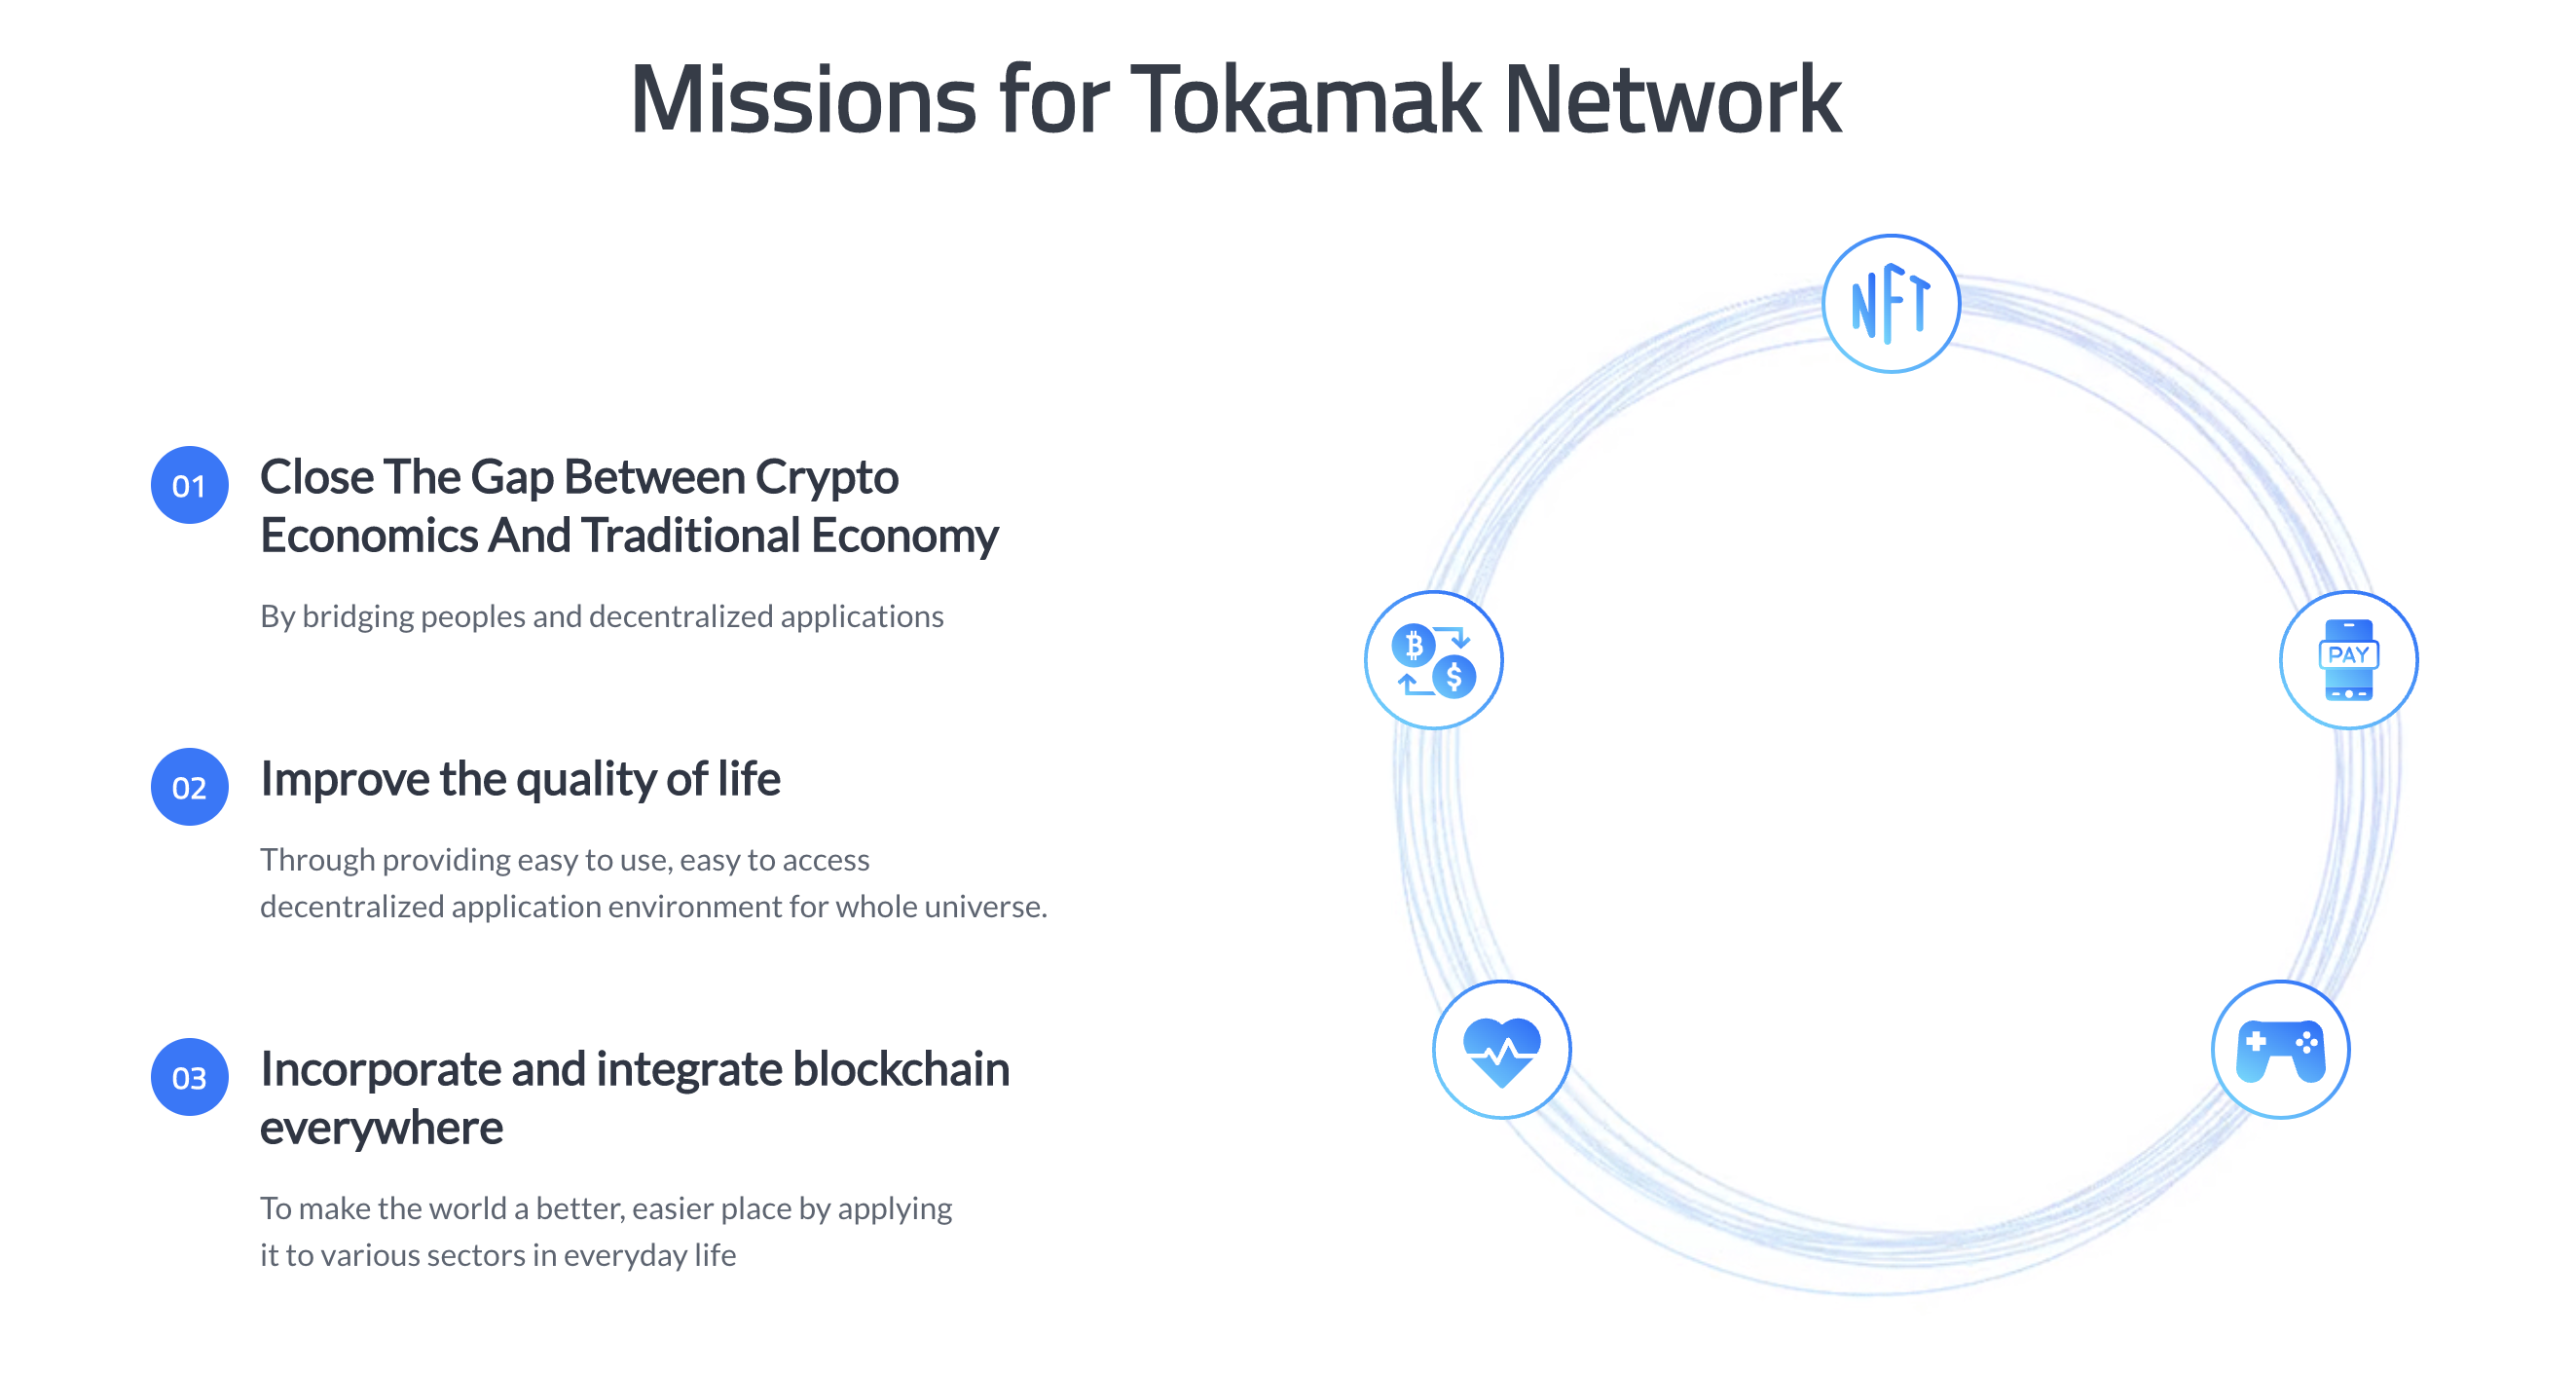 Missions for Tokamak Network
01
Close The Gap Between Crypto
Economics And Traditional Economy
By bridging peoples and decentralized applications
02
Improve the quality of life
Through providing easy to use, easy to access
decentralized application environment for whole universe.
03
Incorporate and integrate blockchain
everywhere
To make the world a better, easier place by applying
it to various sectors in everyday life
NFT
₿
$
PAY